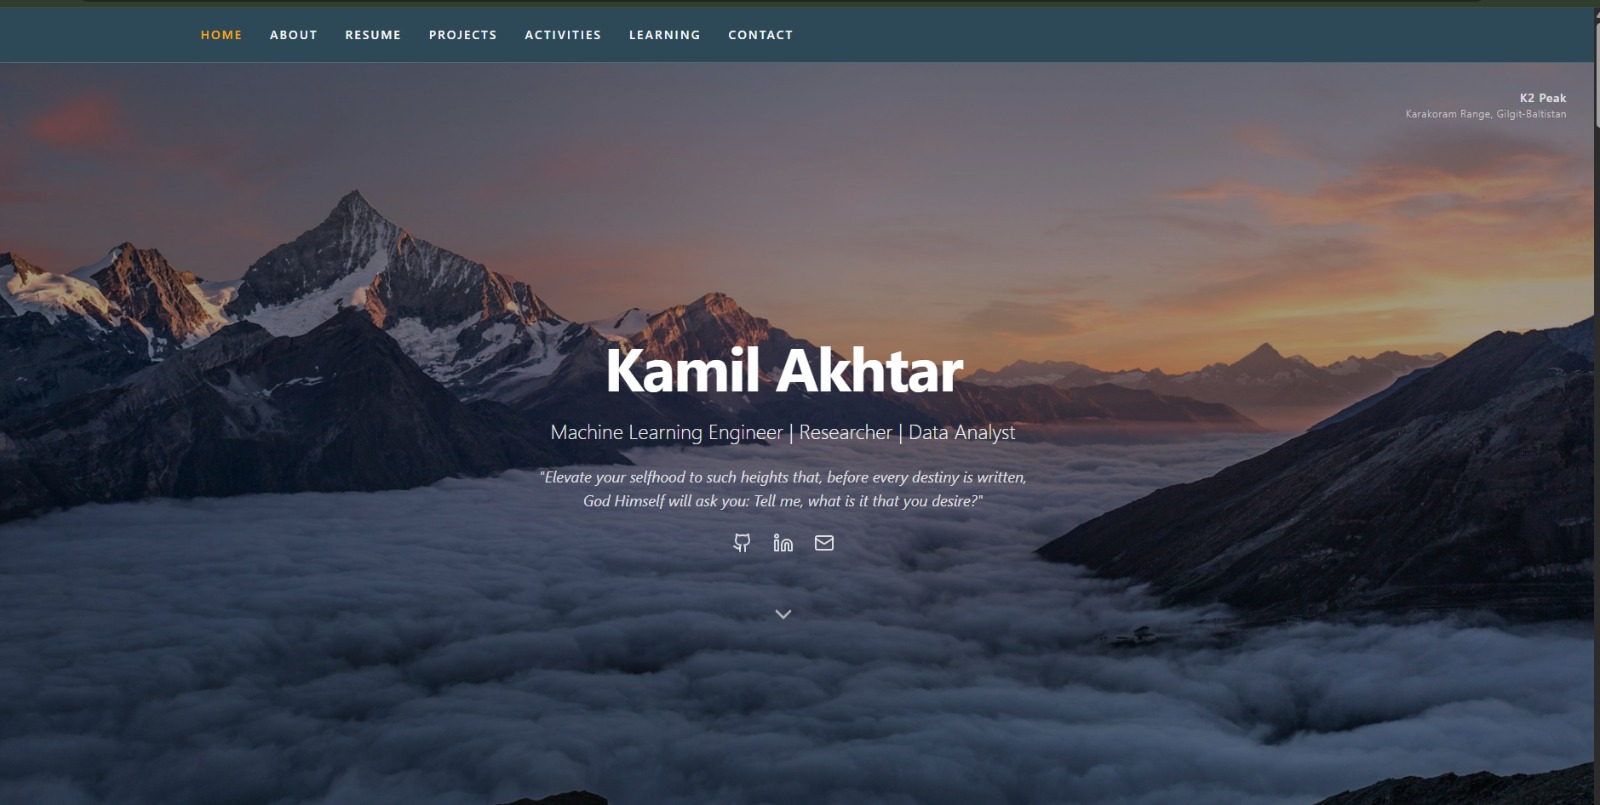 HOME ABOUT RESUME PROJECTS ACTIVITIES LEARNING CONTACT
K2 Peak
Karakoram Range, Gilgit-Baltistan
Kamil Akhtar
Machine Learning Engineer | Researcher | Data Analyst
"Elevate your selfhood to such heights that, before every destiny is written,
God Himself will ask you: Tell me, what is it that you desire?"